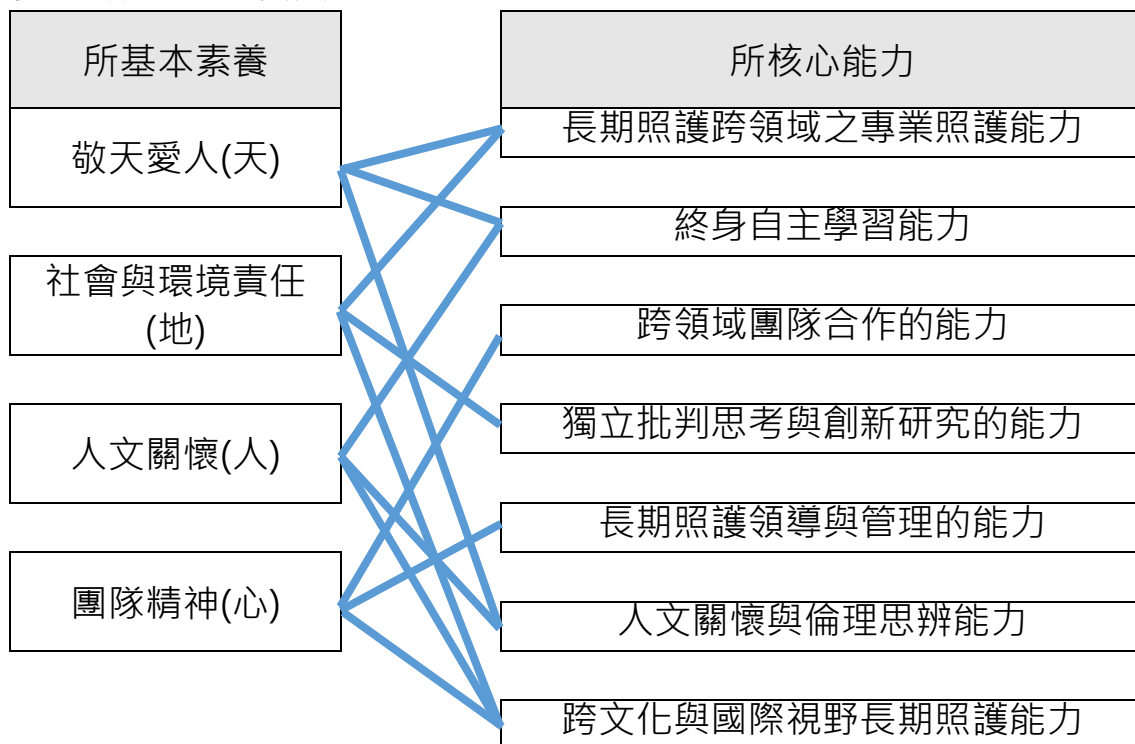 所基本素養
敬天愛人(天)
社會與環境責任
(地)
人文關懷(人)
團隊精神(心)
所核心能力
長期照護跨領域之專業照護能力
終身自主學習能力
跨領域團隊合作的能力
獨立批判思考與創新研究的能力
長期照護領導與管理的能力
人文關懷與倫理思辨能力
跨文化與國際視野長期照護能力